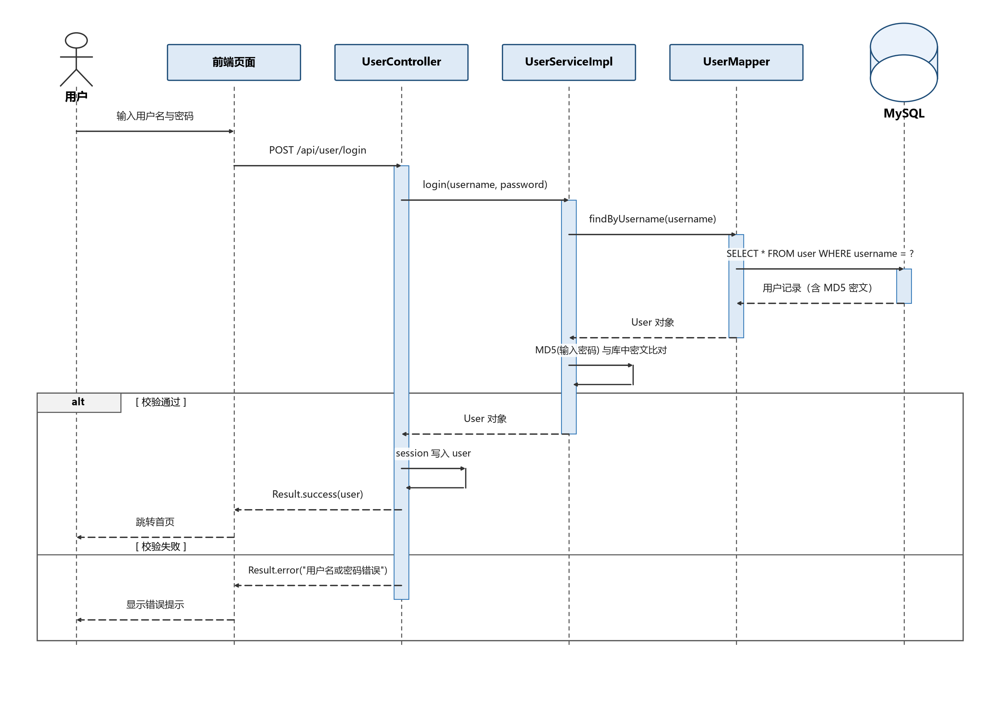 用户
前端页面
UserController
UserServiceImpl
UserMapper
MySQL
输入用户名与密码
POST /api/user/login
login(username, password)
findByUsername(username)
SELECT * FROM user WHERE username = ?
用户记录（含 MD5 密文）
User 对象
MD5(输入密码) 与库中密文比对
alt
[ 校验通过 ]
User 对象
session 写入 user
Result.success(user)
跳转首页
[ 校验失败 ]
Result.error("用户名或密码错误")
显示错误提示